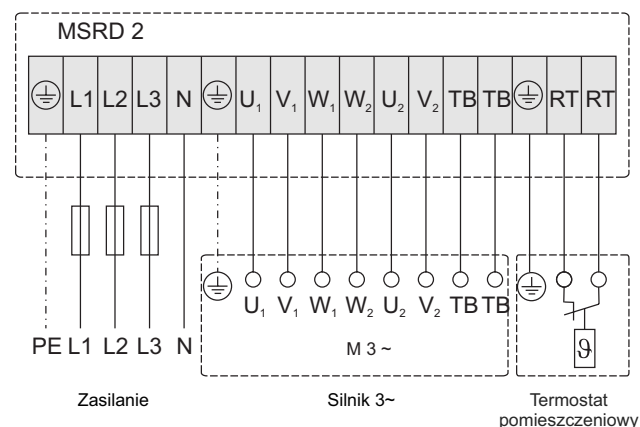 MSRD 2
L1 L2 L3 N U₁ V₁ W₁ W₂ U₂ V₂ TB TB RT RT
U₁ V₁ W₁ W₂ U₂ V₂ TB TB
PE L1 L2 L3 N
M 3 ~
ϑ
Zasilanie
Silnik 3~
Termostat
pomieszczeniowy